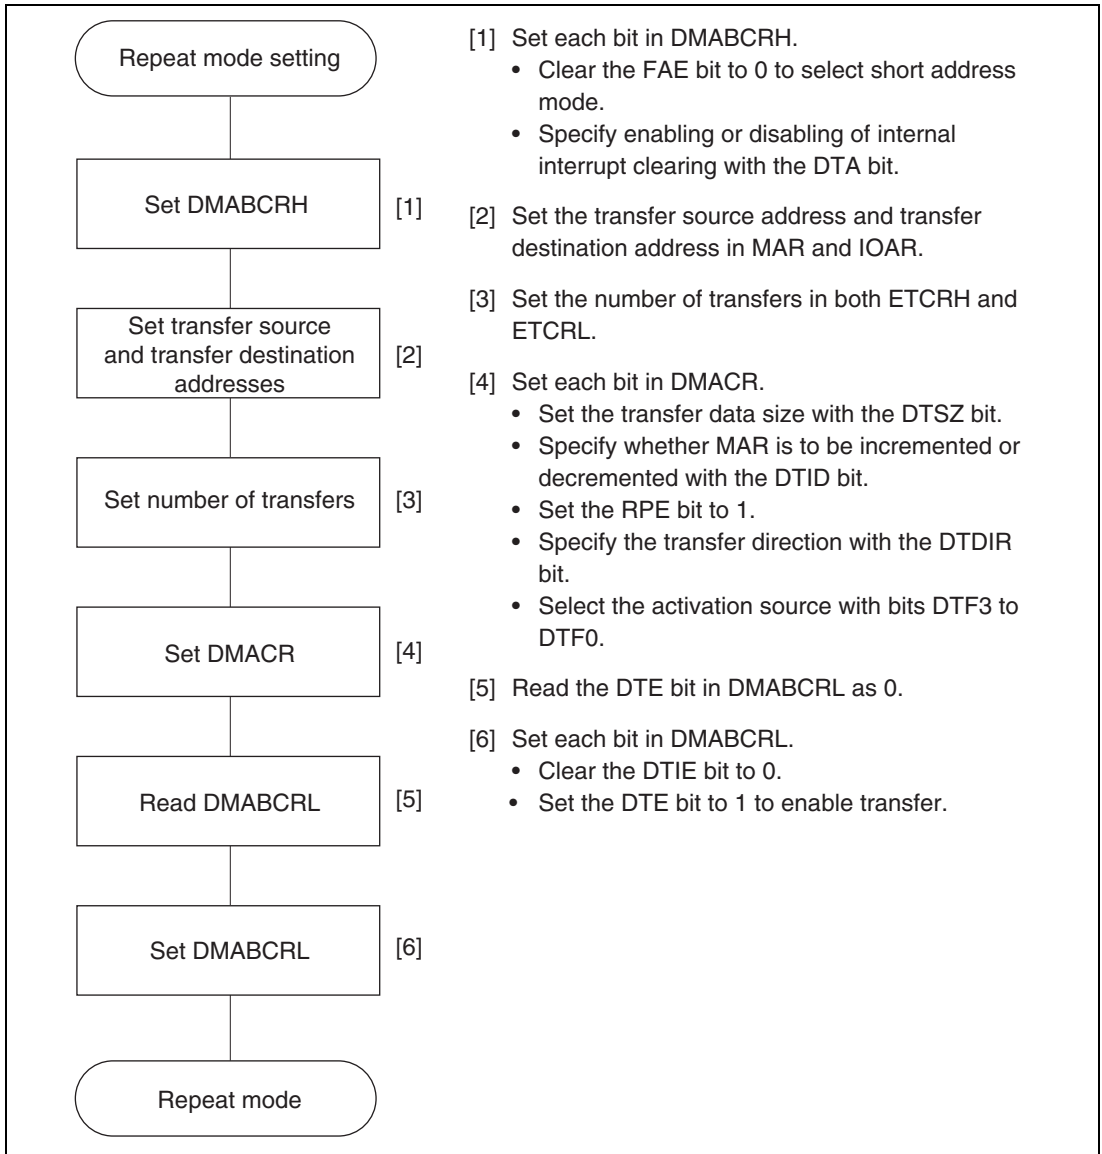 Repeat mode setting
Set DMABCRH
[1]
Set transfer source
and transfer destination
addresses
[2]
Set number of transfers
[3]
Set DMACR
[4]
Read DMABCRL
[5]
Set DMABCRL
[6]
Repeat mode
[1] Set each bit in DMABCRH.
• Clear the FAE bit to 0 to select short address
mode.
• Specify enabling or disabling of internal
interrupt clearing with the DTA bit.
[2] Set the transfer source address and transfer
destination address in MAR and IOAR.
[3] Set the number of transfers in both ETCRH and
ETCRL.
[4] Set each bit in DMACR.
• Set the transfer data size with the DTSZ bit.
• Specify whether MAR is to be incremented or
decremented with the DTID bit.
• Set the RPE bit to 1.
• Specify the transfer direction with the DTDIR
bit.
• Select the activation source with bits DTF3 to
DTF0.
[5] Read the DTE bit in DMABCRL as 0.
[6] Set each bit in DMABCRL.
• Clear the DTIE bit to 0.
• Set the DTE bit to 1 to enable transfer.